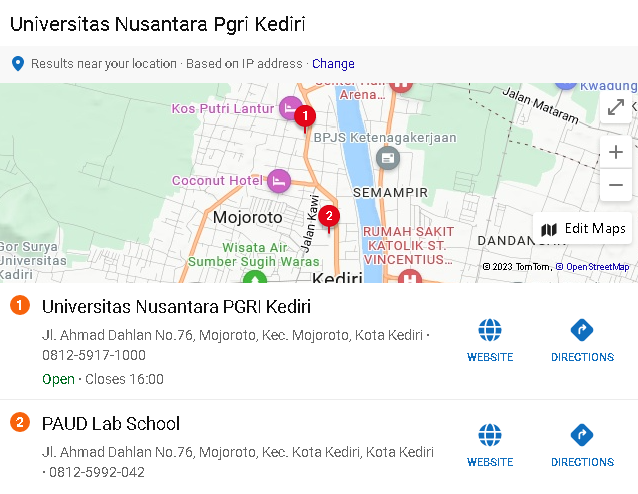 Universitas Nusantara Pgri Kediri
Results near your location · Based on IP address · Change
Kwadung
Arena...
Jalan Mataram
Kos Putri Lantur
1
BPJS Ketenagakerjaan
Coconut Hotel
SEMAMPIR
2
Mojoroto
Jalan Kawi
Edit Maps
RUMAH SAKIT
KATOLIK ST.
VINCENTIUS...
DANDANGAN
Gor Surya
Universitas
Kadiri
Wisata Air
Sumber Sugih Waras
Kediri
© 2023 TomTom, © OpenStreetMap
1 Universitas Nusantara PGRI Kediri
Jl. Ahmad Dahlan No.76, Mojoroto, Kec. Mojoroto, Kota Kediri ·
0812-5917-1000
Open · Closes 16:00
WEBSITE
DIRECTIONS
2 PAUD Lab School
Jl. Ahmad Dahlan No.76, Mojoroto, Kec. Kota Kediri, Kota Kediri
· 0812-5992-042
WEBSITE
DIRECTIONS